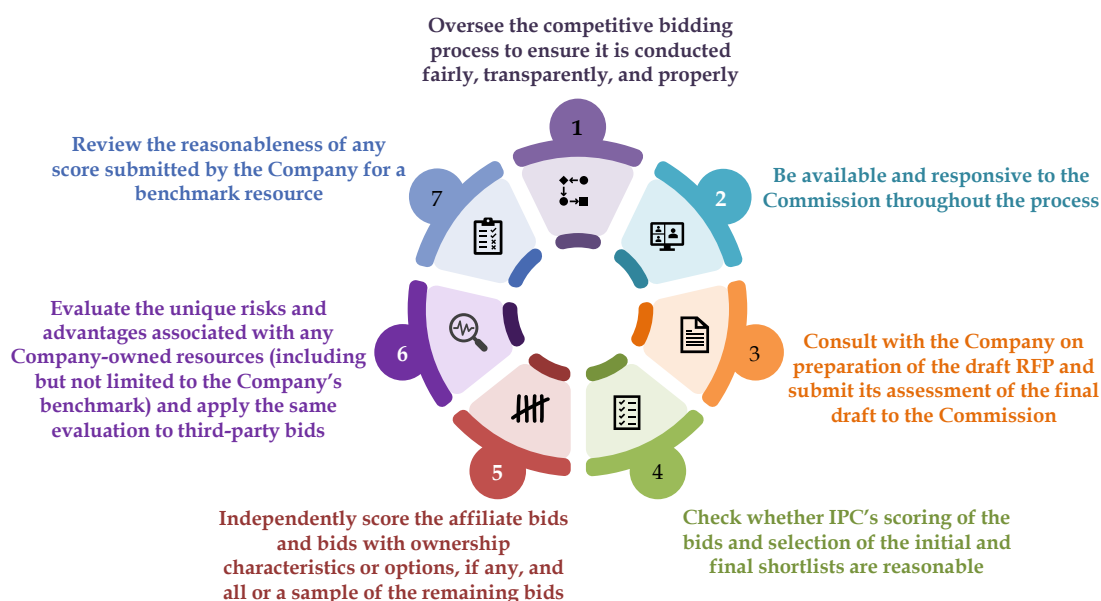 Oversee the competitive bidding
process to ensure it is conducted
fairly, transparently, and properly
1
Be available and responsive to the
Commission throughout the process
2
Consult with the Company on
preparation of the draft RFP and
submit its assessment of the final
draft to the Commission
3
Check whether IPC’s scoring of the
bids and selection of the initial and
final shortlists are reasonable
4
Independently score the affiliate bids
and bids with ownership
characteristics or options, if any, and
all or a sample of the remaining bids
5
Evaluate the unique risks and
advantages associated with any
Company-owned resources (including
but not limited to the Company’s
benchmark) and apply the same
evaluation to third-party bids
6
Review the reasonableness of any
score submitted by the Company for a
benchmark resource
7